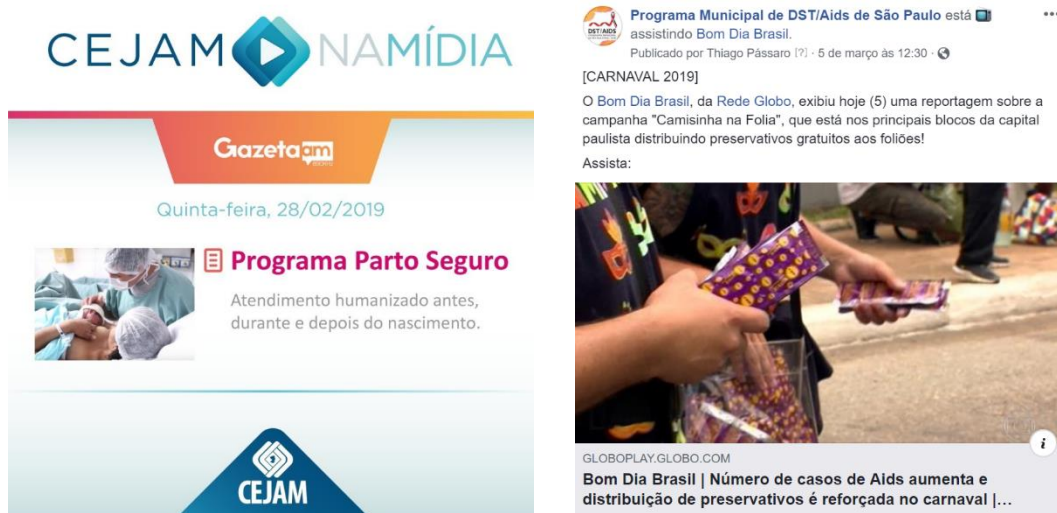 CEJAM NAMÍDIA
Gazeta am
Quinta-feira, 28/02/2019
Programa Parto Seguro
Atendimento humanizado antes,
durante e depois do nascimento.
CEJAM
DST/AIDS
Programa Municipal de DST/Aids de São Paulo está
assistindo Bom Dia Brasil.
Publicado por Thiago Pássaro [?] · 5 de março às 12:30 ·
[CARNAVAL 2019]
O Bom Dia Brasil, da Rede Globo, exibiu hoje (5) uma reportagem sobre a
campanha "Camisinha na Folia", que está nos principais blocos da capital
paulista distribuindo preservativos gratuitos aos foliões!
Assista:
i
GLOBOPLAY.GLOBO.COM
Bom Dia Brasil | Número de casos de Aids aumenta e
distribuição de preservativos é reforçada no carnaval |...